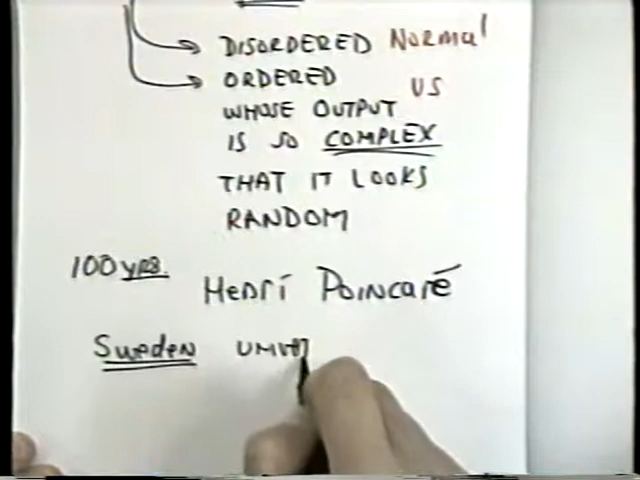 DISORDERED Normal
ORDERED US
WHOSE OUTPUT
IS SO COMPLEX
THAT IT LOOKS
RANDOM
100 yrs. Henri Poincaré
Sweden